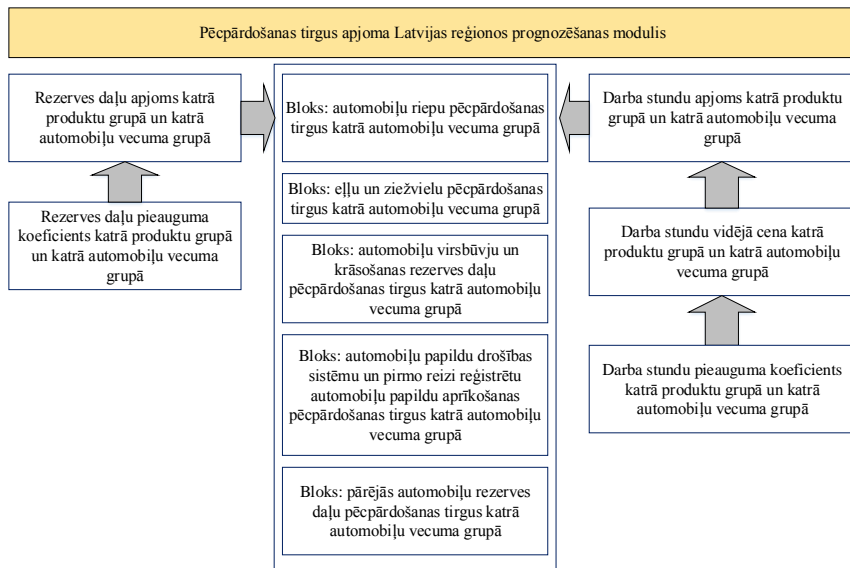 Pēcpārdošanas tirgus apjoma Latvijas reģionos prognozēšanas modulis
Rezerves daļu apjoms katrā
produktu grupā un katrā
automobiļu vecuma grupā
Rezerves daļu pieauguma
koeficients katrā produktu grupā
un katrā automobiļu vecuma
grupā
Bloks: automobiļu riepu pēcpārdošanas
tirgus katrā automobiļu vecuma grupā
Bloks: eļļu un ziežvielu pēcpārdošanas
tirgus katrā automobiļu vecuma grupā
Bloks: automobiļu virsbūvju un
krāsošanas rezerves daļu
pēcpārdošanas tirgus katrā automobiļu
vecuma grupā
Bloks: automobiļu papildu drošības
sistēmu un pirmo reizi reģistrētu
automobiļu papildu aprīkošanas
pēcpārdošanas tirgus katrā automobiļu
vecuma grupā
Bloks: pārējās automobiļu rezerves
daļu pēcpārdošanas tirgus katrā
automobiļu vecuma grupā
Darba stundu apjoms katrā produktu
grupā un katrā automobiļu vecuma
grupā
Darba stundu vidējā cena katrā
produktu grupā un katrā automobiļu
vecuma grupā
Darba stundu pieauguma koeficients
katrā produktu grupā un katrā
automobiļu vecuma grupā